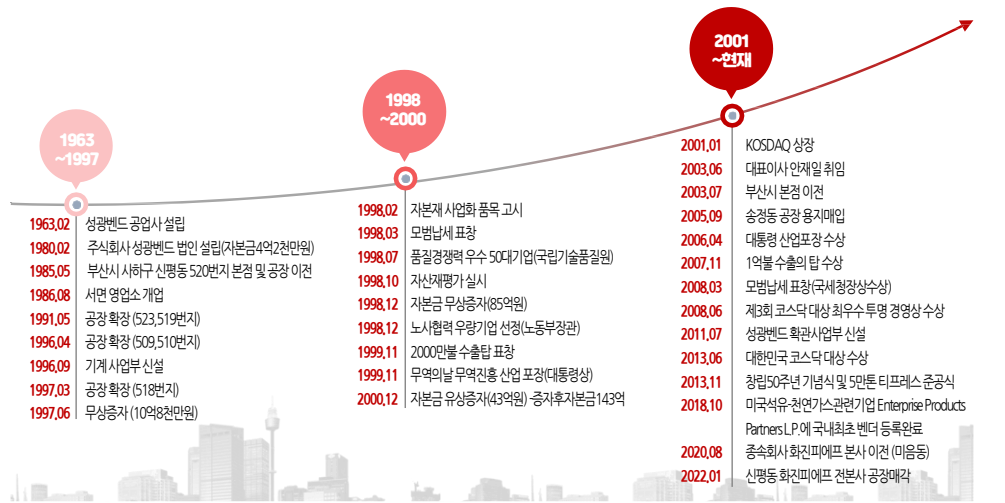 1963
~1997
1963.02 성광벤드 공업사 설립
1980.02 주식회사 성광벤드 법인 설립(자본금4억2천만원)
1985.05 부산시 사하구 신평동 520번지 본점 및 공장 이전
1986.08 서면 영업소 개업
1991.05 공장 확장 (523,519번지)
1996.04 공장 확장 (509,510번지)
1996.09 기계 사업부 신설
1997.03 공장 확장 (518번지)
1997.06 무상증자 (10억8천만원)
1998
~2000
1998.02 자본재 사업화 품목 고시
1998.03 모범납세 표창
1998.07 품질경쟁력 우수 50대기업(국립기술품질원)
1998.10 자산재평가 실시
1998.12 자본금 무상증자(85억원)
1998.12 노사협력 우량기업 선정(노동부장관)
1999.11 2000만불 수출탑 표창
1999.11 무역의날 무역진흥 산업 포장(대통령상)
2000.12 자본금 유상증자(43억원) -증자후자본금143억
2001
~현재
2001.01 KOSDAQ 상장
2003.06 대표이사 안재일 취임
2003.07 부산시 본점 이전
2005.09 송정동 공장 용지매입
2006.04 대통령 산업포장 수상
2007.11 1억불 수출의 탑 수상
2008.03 모범납세 표창(국세청장상수상)
2008.06 제3회 코스닥 대상 최우수 투명 경영상 수상
2011.07 성광벤드 확관사업부 신설
2013.06 대한민국 코스닥 대상 수상
2013.11 창립50주년 기념식 및 5만톤 티프레스 준공식
2018.10 미국석유·천연가스관련기업 Enterprise Products
Partners L.P.에 국내최초 벤더 등록완료
2020.08 종속회사 화진피에프 본사 이전 (미음동)
2022.01 신평동 화진피에프 전본사 공장매각